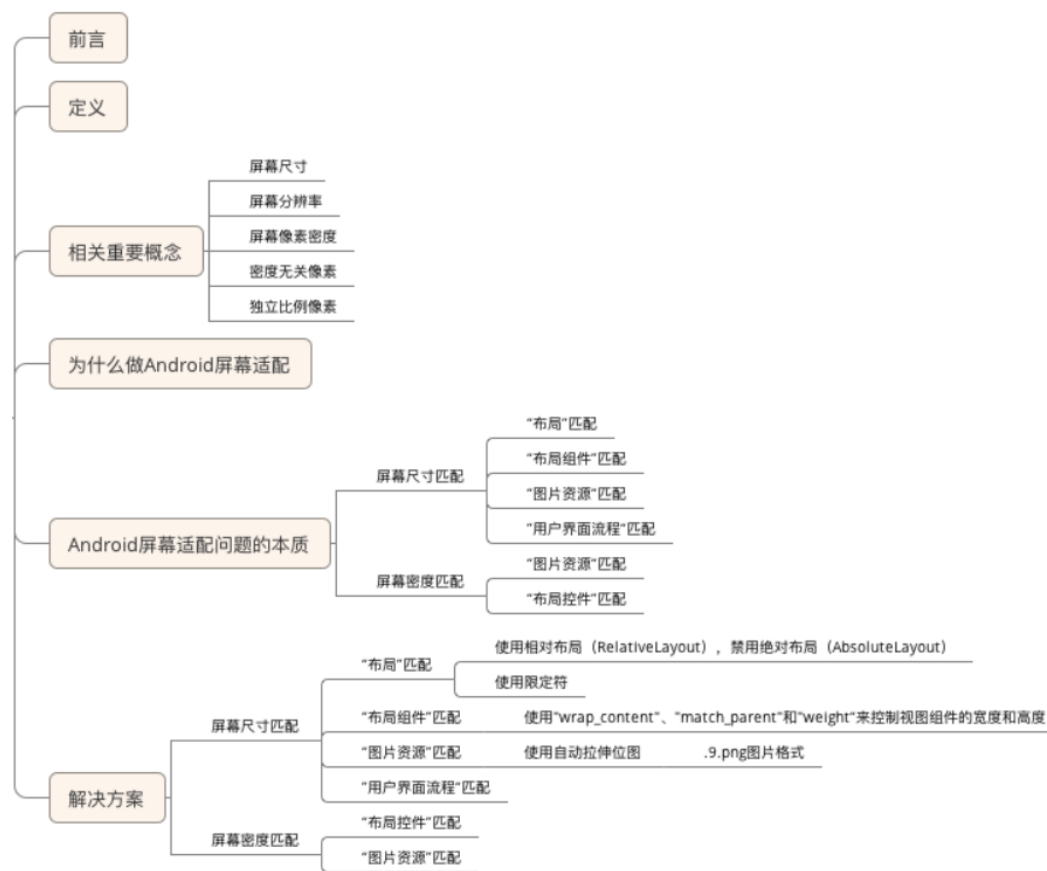 前言
定义
相关重要概念
屏幕尺寸
屏幕分辨率
屏幕像素密度
密度无关像素
独立比例像素
为什么做Android屏幕适配
Android屏幕适配问题的本质
屏幕尺寸匹配
“布局”匹配
“布局组件”匹配
“图片资源”匹配
“用户界面流程”匹配
屏幕密度匹配
“图片资源”匹配
“布局控件”匹配
解决方案
屏幕尺寸匹配
“布局”匹配
使用相对布局（RelativeLayout），禁用绝对布局（AbsoluteLayout）
使用限定符
“布局组件”匹配
使用"wrap_content"、"match_parent"和"weight"来控制视图组件的宽度和高度
“图片资源”匹配
使用自动拉伸位图
.9.png图片格式
“用户界面流程”匹配
屏幕密度匹配
“布局控件”匹配
“图片资源”匹配